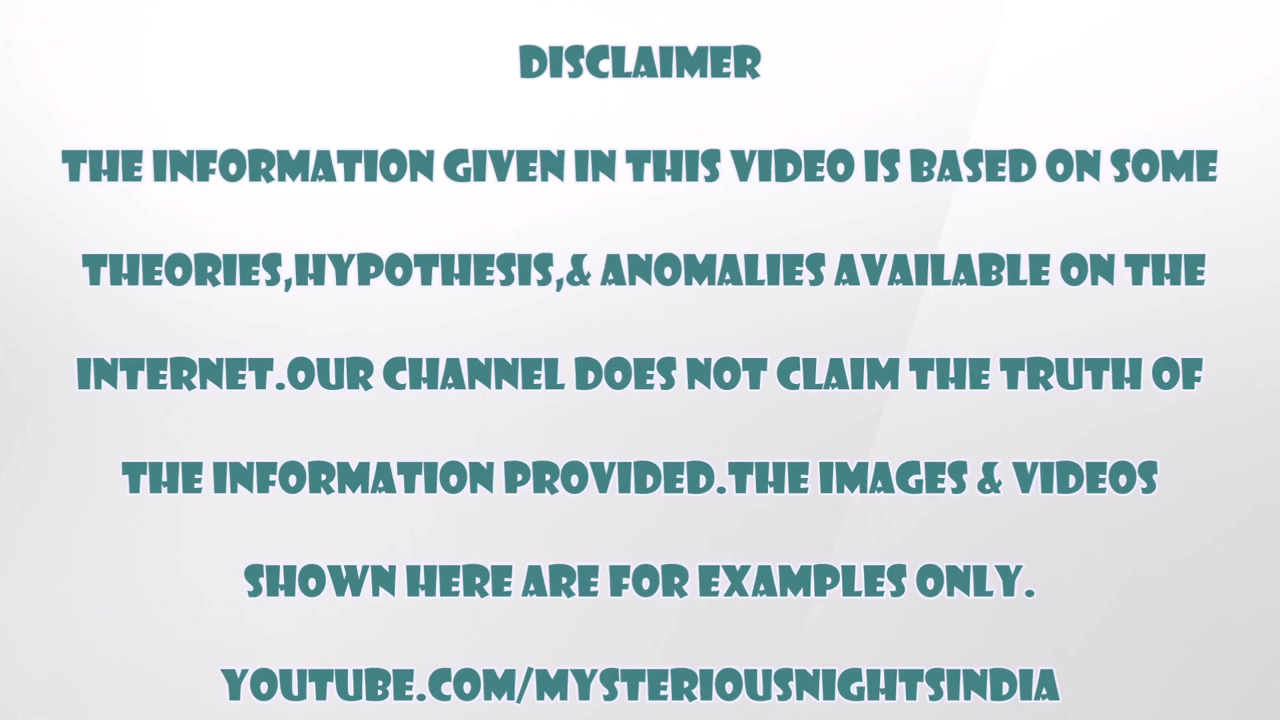 DISCLAIMER
THE INFORMATION GIVEN IN THIS VIDEO IS BASED ON SOME
THEORIES,HYPOTHESIS,& ANOMALIES AVAILABLE ON THE
INTERNET.OUR CHANNEL DOES NOT CLAIM THE TRUTH OF
THE INFORMATION PROVIDED.THE IMAGES & VIDEOS
SHOWN HERE ARE FOR EXAMPLES ONLY.
YOUTUBE.COM/MYSTERIOUSNIGHTSINDIA